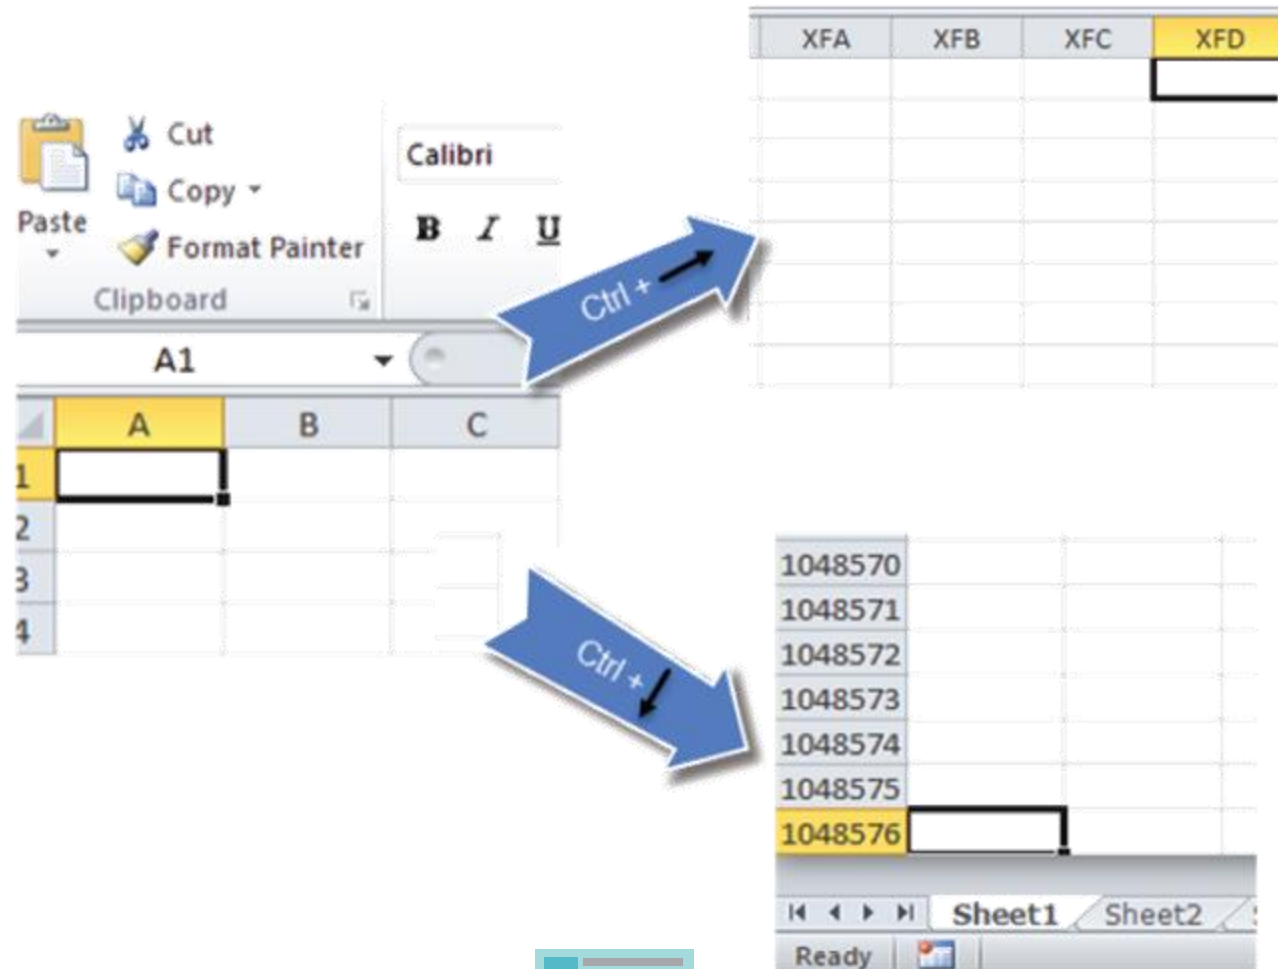 XFA XFB XFC XFD
Cut
Copy
Paste
Format Painter
Clipboard
Calibri
B I U
A1
A B C
1
2
3
4
Ctrl +
Ctrl +
1048570
1048571
1048572
1048573
1048574
1048575
1048576
Sheet1 Sheet2
Ready